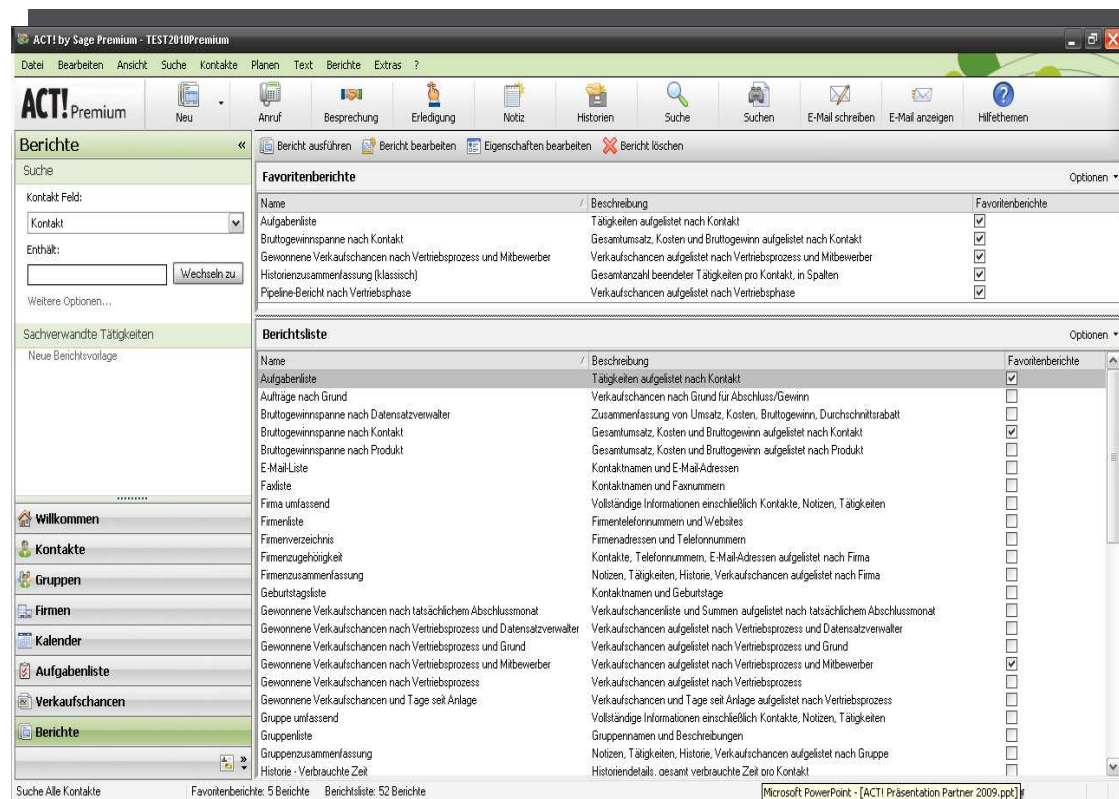 ACT! by Sage Premium - TEST2010Premium
Datei Bearbeiten Ansicht Suche Kontakte Planen Text Berichte Extras ?
ACT! Premium Neu Anruf Besprechung Erledigung Notiz Historien Suche Suchen E-Mail schreiben E-Mail anzeigen Hilfethemen
Berichte «
Bericht ausführen Bericht bearbeiten Eigenschaften bearbeiten Bericht löschen
Suche
Kontakt Feld:
Kontakt
Enthält:
Wechseln zu
Weitere Optionen...
Sachverwandte Tätigkeiten
Neue Berichtsvorlage
Willkommen
Kontakte
Gruppen
Firmen
Kalender
Aufgabenliste
Verkaufschancen
Berichte
»
Favoritenberichte Optionen
Name / Beschreibung Favoritenberichte
Aufgabenliste Tätigkeiten aufgelistet nach Kontakt
Bruttogewinnspanne nach Kontakt Gesamtumsatz, Kosten und Bruttogewinn aufgelistet nach Kontakt
Gewonnene Verkaufschancen nach Vertriebsprozess und Mitbewerber Verkaufschancen aufgelistet nach Vertriebsprozess und Mitbewerber
Historienzusammenfassung (klassisch) Gesamtanzahl beendeter Tätigkeiten pro Kontakt, in Spalten
Pipeline-Bericht nach Vertriebsphase Verkaufschancen aufgelistet nach Vertriebsphase
Berichtsliste Optionen
Name / Beschreibung Favoritenberichte
Aufgabenliste Tätigkeiten aufgelistet nach Kontakt
Aufträge nach Grund Verkaufschancen nach Grund für Abschluss/Gewinn
Bruttogewinnspanne nach Datensatzverwalter Zusammenfassung von Umsatz, Kosten, Bruttogewinn, Durchschnittsrabatt
Bruttogewinnspanne nach Kontakt Gesamtumsatz, Kosten und Bruttogewinn aufgelistet nach Kontakt
Bruttogewinnspanne nach Produkt Gesamtumsatz, Kosten und Bruttogewinn aufgelistet nach Produkt
E-Mail-Liste Kontaktnamen und E-Mail-Adressen
Faxliste Kontaktnamen und Faxnummern
Firma umfassend Vollständige Informationen einschließlich Kontakte, Notizen, Tätigkeiten
Firmenliste Firmentelefonnummern und Websites
Firmenverzeichnis Firmenadressen und Telefonnummern
Firmenzugehörigkeit Kontakte, Telefonnummern, E-Mail-Adressen aufgelistet nach Firma
Firmenzusammenfassung Notizen, Tätigkeiten, Historie, Verkaufschancen aufgelistet nach Firma
Geburtstagsliste Kontaktnamen und Geburtstage
Gewonnene Verkaufschancen nach tatsächlichem Abschlussmonat Verkaufschancenliste und Summen aufgelistet nach tatsächlichem Abschlussmonat
Gewonnene Verkaufschancen nach Vertriebsprozess und Datensatzverwalter Verkaufschancen aufgelistet nach Vertriebsprozess und Datensatzverwalter
Gewonnene Verkaufschancen nach Vertriebsprozess und Grund Verkaufschancen aufgelistet nach Vertriebsprozess und Grund
Gewonnene Verkaufschancen nach Vertriebsprozess und Mitbewerber Verkaufschancen aufgelistet nach Vertriebsprozess und Mitbewerber
Gewonnene Verkaufschancen nach Vertriebsprozess Verkaufschancen aufgelistet nach Vertriebsprozess
Gewonnene Verkaufschancen und Tage seit Anlage Verkaufschancen und Tage seit Anlage aufgelistet nach Vertriebsprozess
Gruppe umfassend Vollständige Informationen einschließlich Kontakte, Notizen, Tätigkeiten
Gruppenliste Gruppennamen und Beschreibungen
Gruppenzusammenfassung Notizen, Tätigkeiten, Historie, Verkaufschancen aufgelistet nach Gruppe
Historie - Verbrauchte Zeit Historiendetails, gesamt verbrauchte Zeit pro Kontakt
Suche Alle Kontakte Favoritenberichte: 5 Berichte Berichtsliste: 52 Berichte
Microsoft PowerPoint - [ACT! Präsentation Partner 2009.ppt]